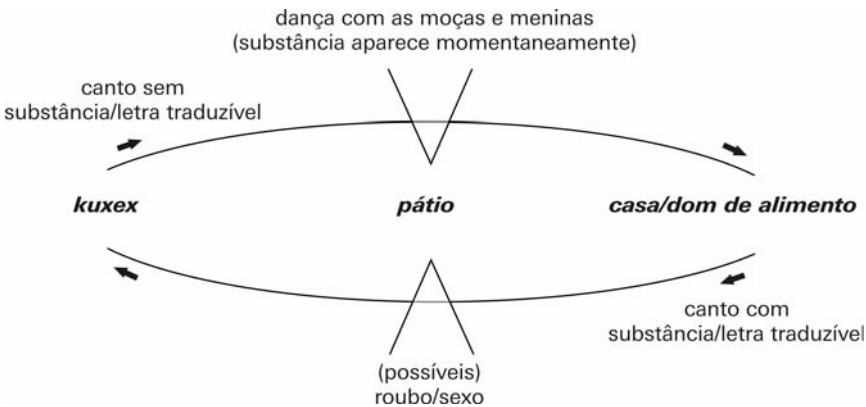 dança com as moças e meninas
(substância aparece momentaneamente)
canto sem
substância/letra traduzível
kuxex
pátio
casa/dom de alimento
canto com
substância/letra traduzível
(possíveis)
roubo/sexo